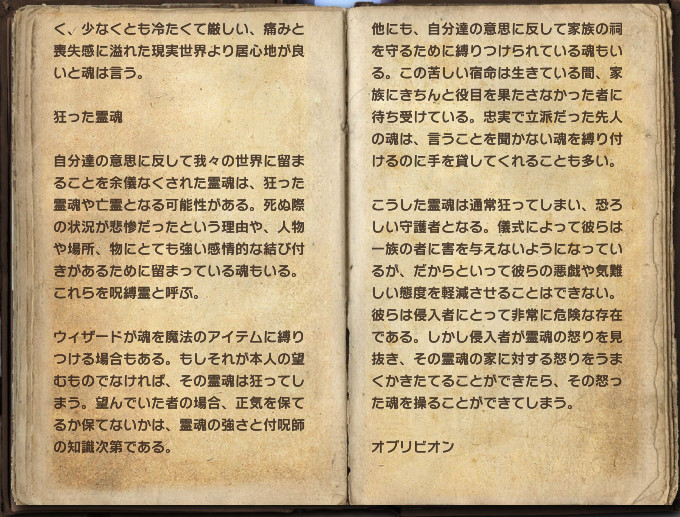 く、少なくとも冷たくて厳しい、痛みと
喪失感に溢れた現実世界より居心地が良
いと魂は言う。
狂った霊魂
自分達の意思に反して我々の世界に留ま
ることを余儀なくされた霊魂は、狂った
霊魂や亡霊となる可能性がある。死ぬ際
の状況が悲惨だったという理由や、人物
や場所、物にとても強い感情的な結び付
きがあるために留まっている魂もいる。
これらを呪縛霊と呼ぶ。
ウィザードが魂を魔法のアイテムに縛り
つける場合もある。もしそれが本人の望
むものでなければ、その霊魂は狂ってし
まう。望んでいた者の場合、正気を保て
るか保てないかは、霊魂の強さと付呪師
の知識次第である。
他にも、自分達の意思に反して家族の祠
を守るために縛りつけられている魂もい
る。この苦しい宿命は生きている間、家
族にきちんと役目を果たさなかった者に
待ち受けている。忠実で立派だった先人
の魂は、言うことを聞かない魂を縛り付
けるのに手を貸してくれることも多い。
こうした霊魂は通常狂ってしまい、恐ろ
しい守護者となる。儀式によって彼らは
一族の者に害を与えないようになってい
るが、だからといって彼らの悪戯や気難
しい態度を軽減させることはできない。
彼らは侵入者にとって非常に危険な存在
である。しかし侵入者が霊魂の怒りを見
抜き、その霊魂の家に対する怒りをうま
くかきたてることができたら、その怒っ
た魂を操ることができてしまう。
オブリビオン